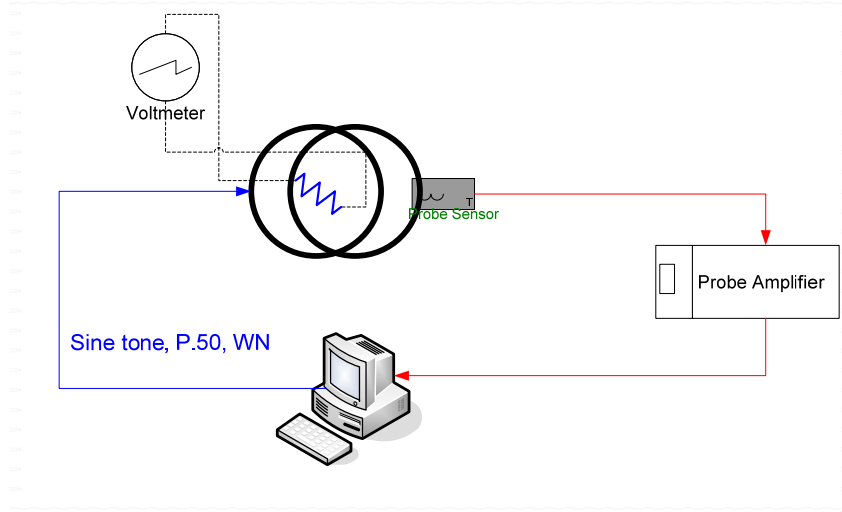 Voltmeter
T
Probe Sensor
Probe Amplifier
Sine tone, P.50, WN